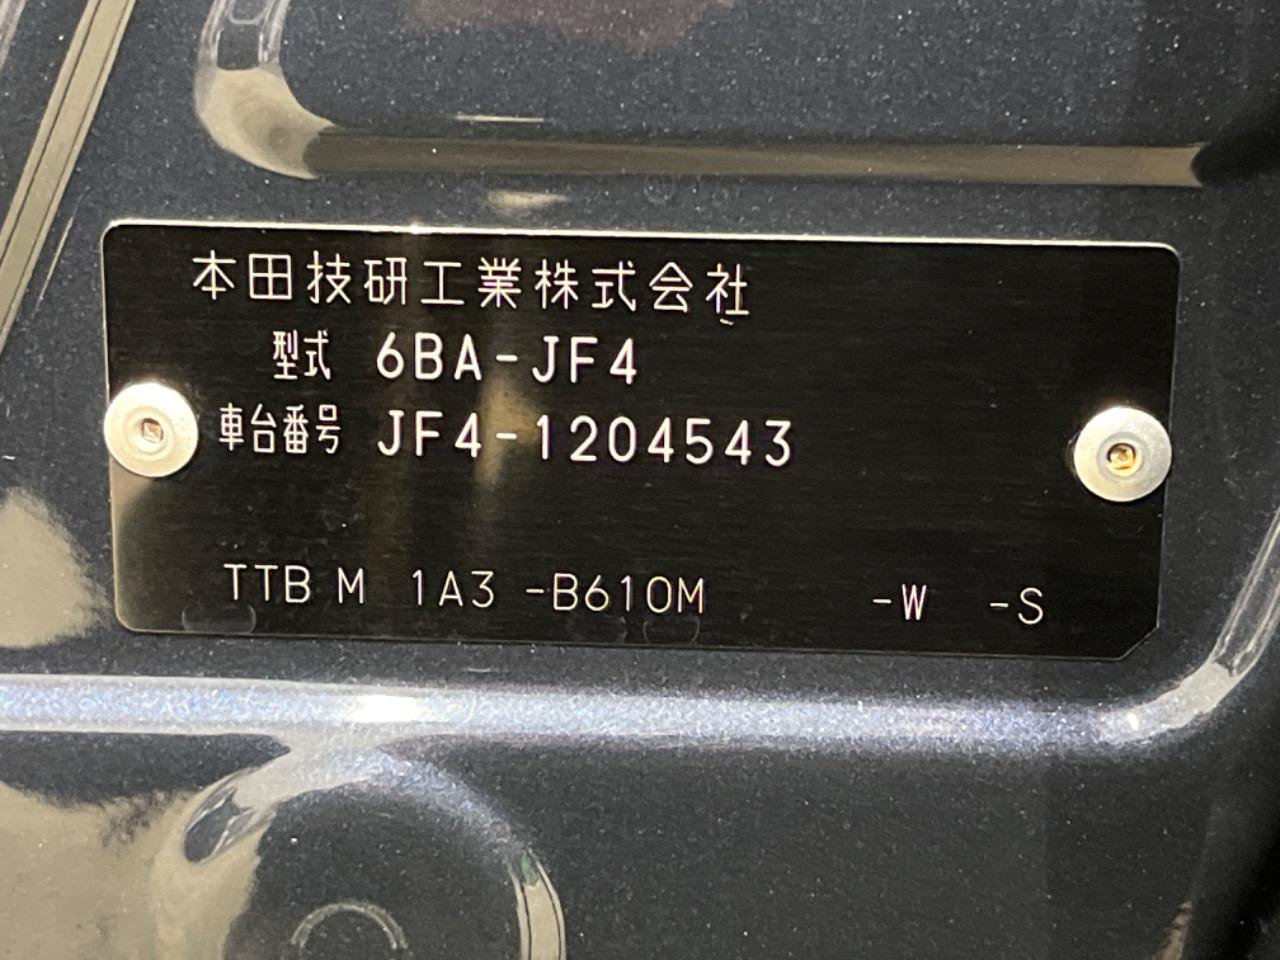 本田技研工業株式会社
型式 6BA-JF4
車台番号 JF4-1204543
TTB M 1A3 -B610M -W -S